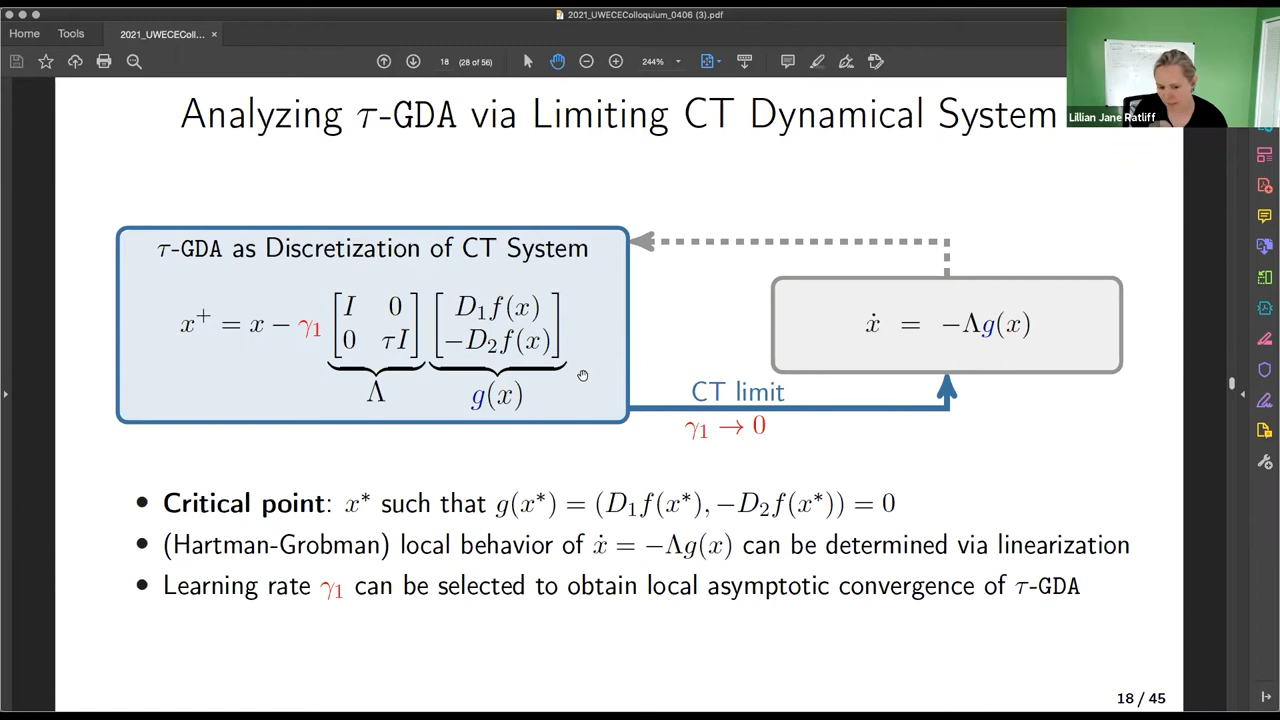 2021_UWECEColloquium_0406 (3).pdf
Home Tools 2021_UWECEColl... ×
18 (28 of 56) 244%
Lillian Jane Ratliff
Analyzing τ-GDA via Limiting CT Dynamical System
τ-GDA as Discretization of CT System
x⁺ = x − γ₁ [I 0; 0 τI] [D₁f(x); −D₂f(x)]
Λ g(x)
ẋ = −Λg(x)
CT limit
γ₁ → 0
• Critical point: x* such that g(x*) = (D₁f(x*), −D₂f(x*)) = 0
• (Hartman-Grobman) local behavior of ẋ = −Λg(x) can be determined via linearization
• Learning rate γ₁ can be selected to obtain local asymptotic convergence of τ-GDA
18 / 45